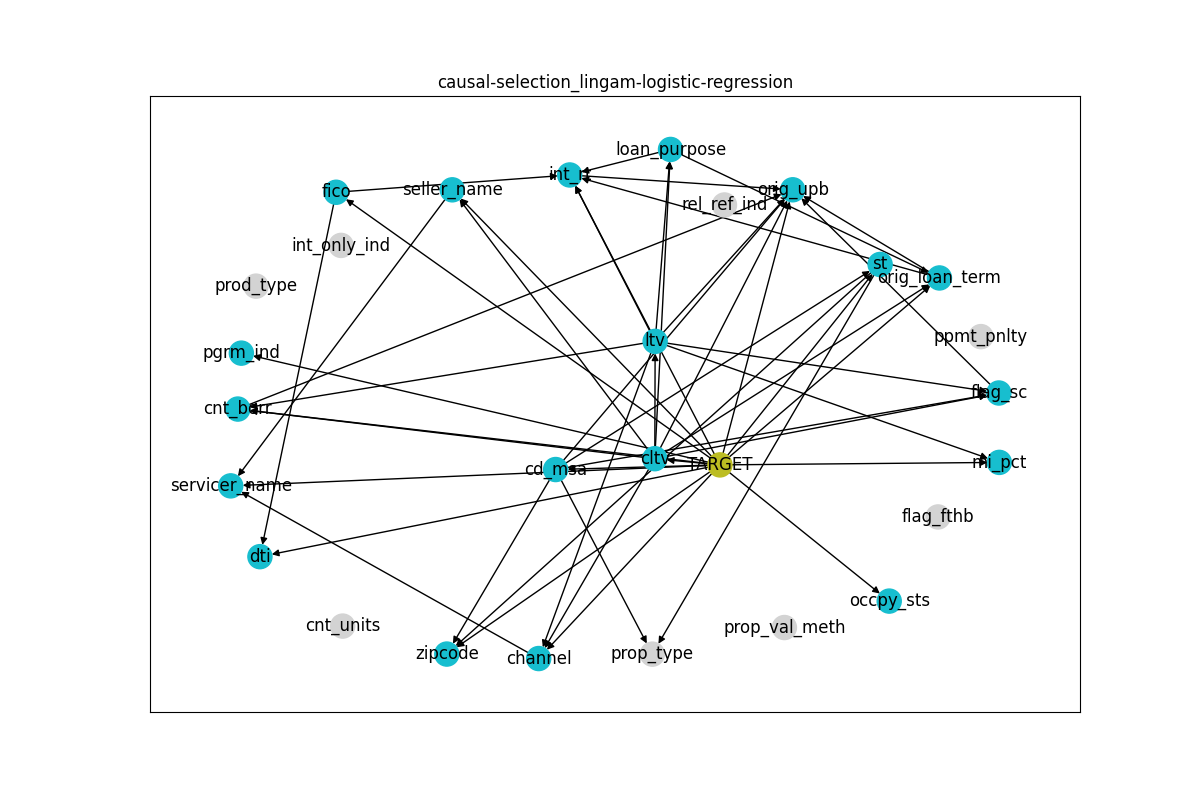 causal-selection_lingam-logistic-regression
loan_purpose
int_rt
fico
seller_name
orig_upb
rel_ref_ind
int_only_ind
st
orig_loan_term
prod_type
ppmt_pnlty
ltv
pgrm_ind
flag_sc
cnt_borr
cltv
TARGET
mi_pct
cd_msa
servicer_name
flag_fthb
dti
occpy_sts
cnt_units
prop_val_meth
zipcode
channel
prop_type